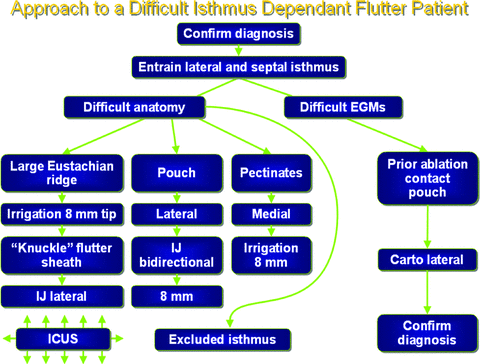 Approach to a Difficult Isthmus Dependant Flutter Patient
Confirm diagnosis
Entrain lateral and septal isthmus
Difficult anatomy
Difficult EGMs
Large Eustachian
ridge
Pouch
Pectinates
Prior ablation
contact
pouch
Irrigation 8 mm tip
Lateral
Medial
“Knuckle” flutter
sheath
IJ
bidirectional
Irrigation
8 mm
Carto lateral
IJ lateral
8 mm
ICUS
Excluded isthmus
Confirm
diagnosis